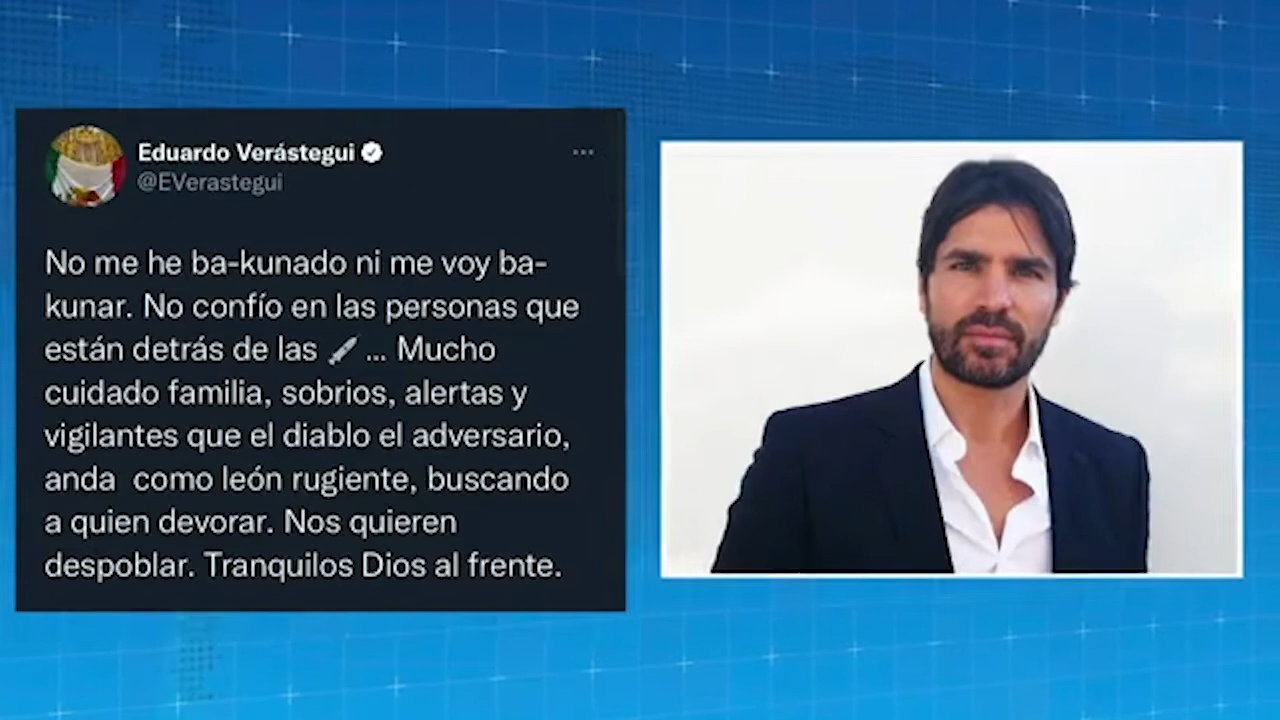 Eduardo Verástegui
@EVerastegui
No me he ba-kunado ni me voy ba-
kunar. No confío en las personas que
están detrás de las 💉 ... Mucho
cuidado familia, sobrios, alertas y
vigilantes que el diablo el adversario,
anda  como león rugiente, buscando
a quien devorar. Nos quieren
despoblar. Tranquilos Dios al frente.